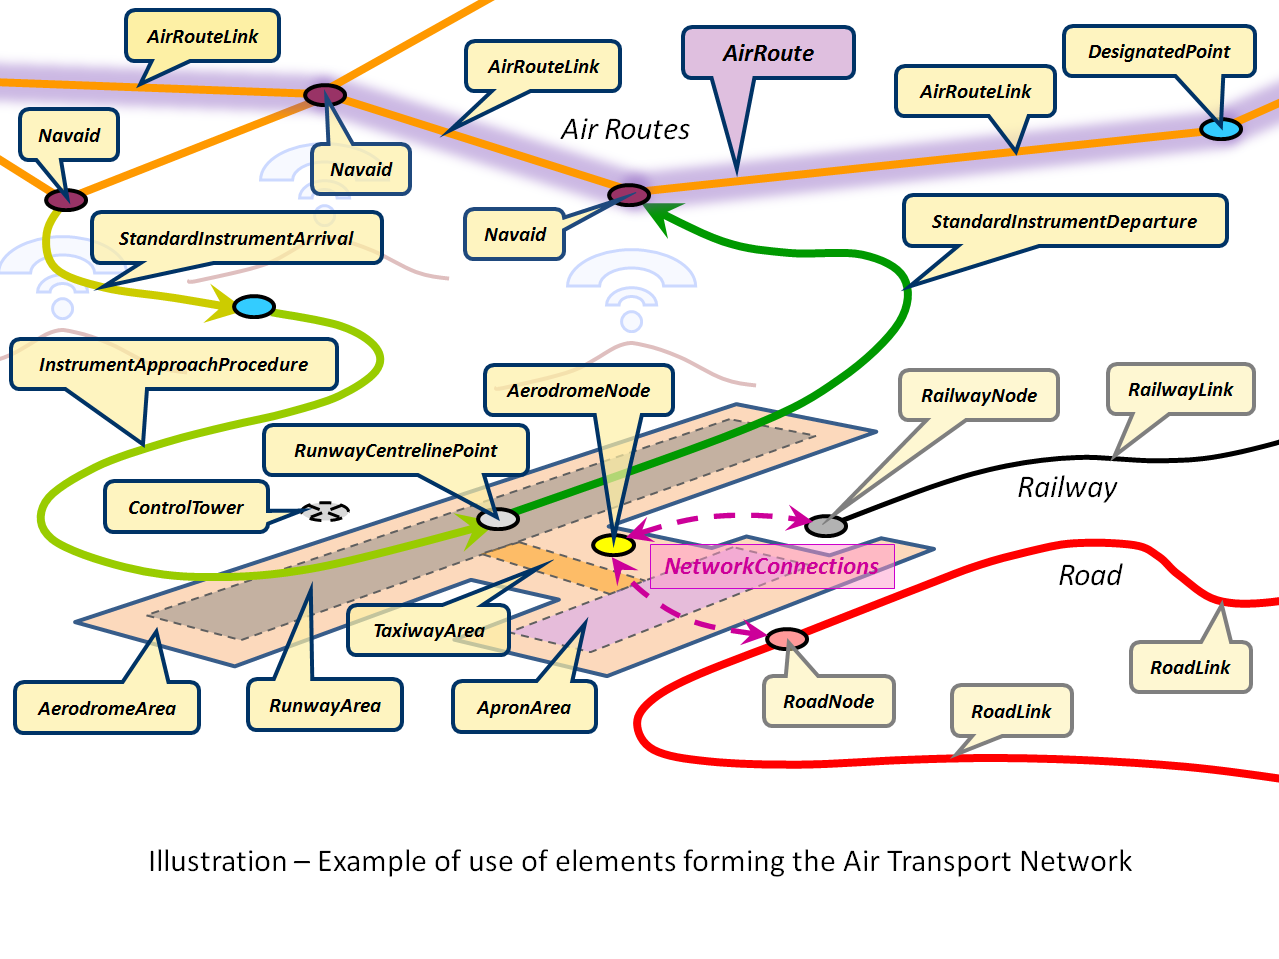 AirRouteLink
AirRouteLink
AirRoute
DesignatedPoint
AirRouteLink
Navaid
Air Routes
Navaid
Navaid
StandardInstrumentArrival
StandardInstrumentDeparture
InstrumentApproachProcedure
AerodromeNode
RailwayNode
RailwayLink
RunwayCentrelinePoint
Railway
ControlTower
NetworkConnections
Road
TaxiwayArea
RoadLink
AerodromeArea
RunwayArea
ApronArea
RoadNode
RoadLink
Illustration – Example of use of elements forming the Air Transport Network